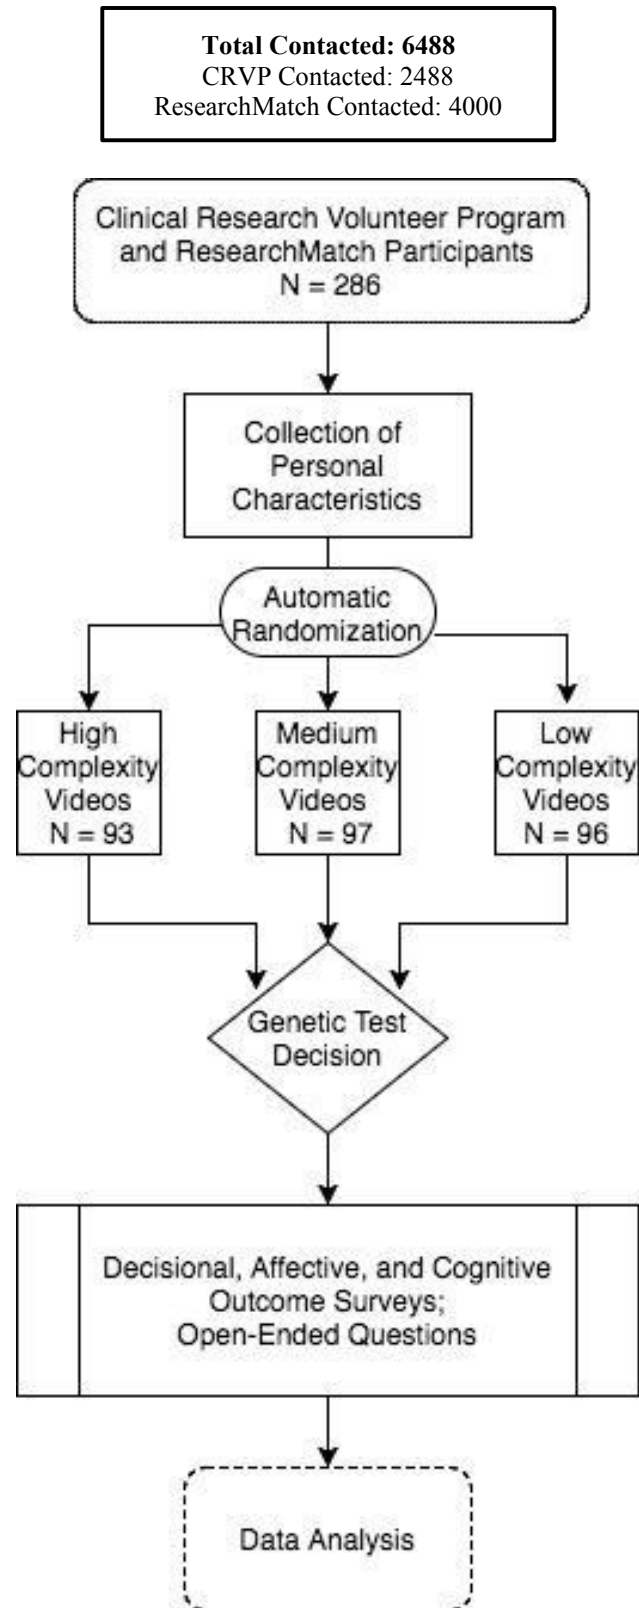 Total Contacted: 6488
CRVP Contacted: 2488
ResearchMatch Contacted: 4000
Clinical Research Volunteer Program
and ResearchMatch Participants
N = 286
Collection of
Personal
Characteristics
Automatic
Randomization
High
Complexity
Videos
N = 93
Medium
Complexity
Videos
N = 97
Low
Complexity
Videos
N = 96
Genetic Test
Decision
Decisional, Affective, and Cognitive
Outcome Surveys;
Open-Ended Questions
Data Analysis